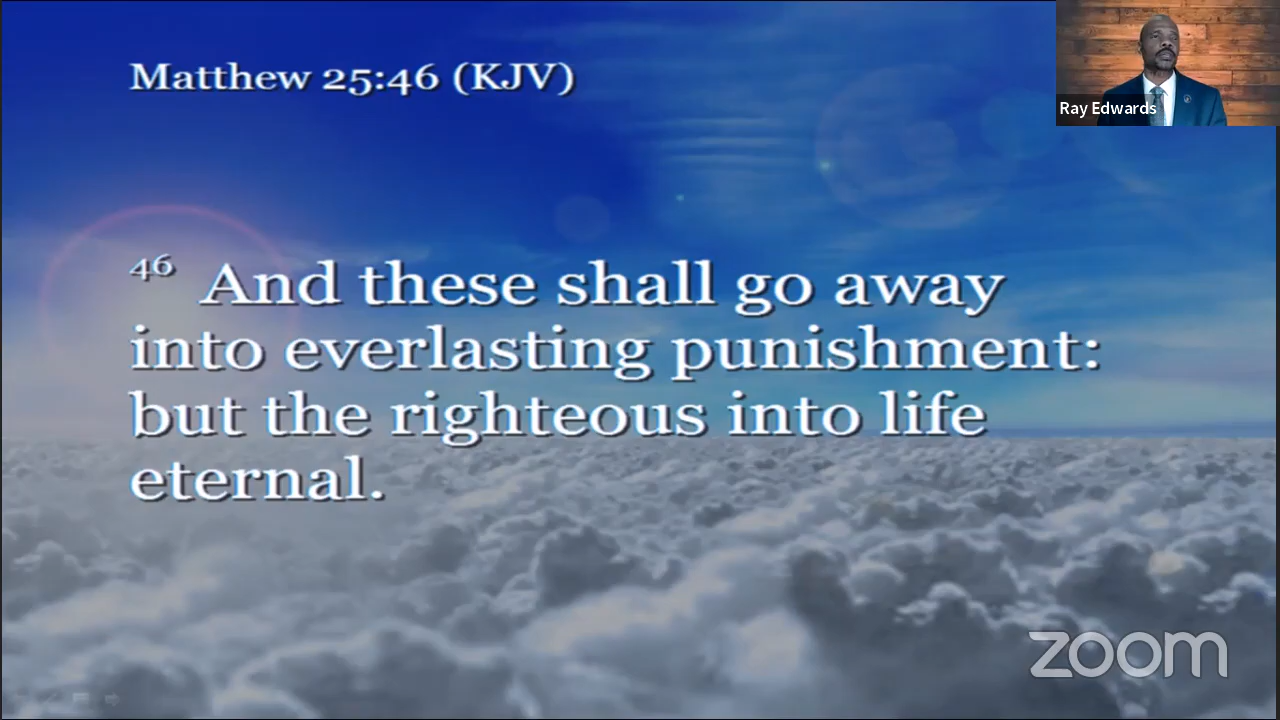 Matthew 25:46 (KJV)
Ray Edwards
46 And these shall go away
into everlasting punishment:
but the righteous into life
eternal.
zoom